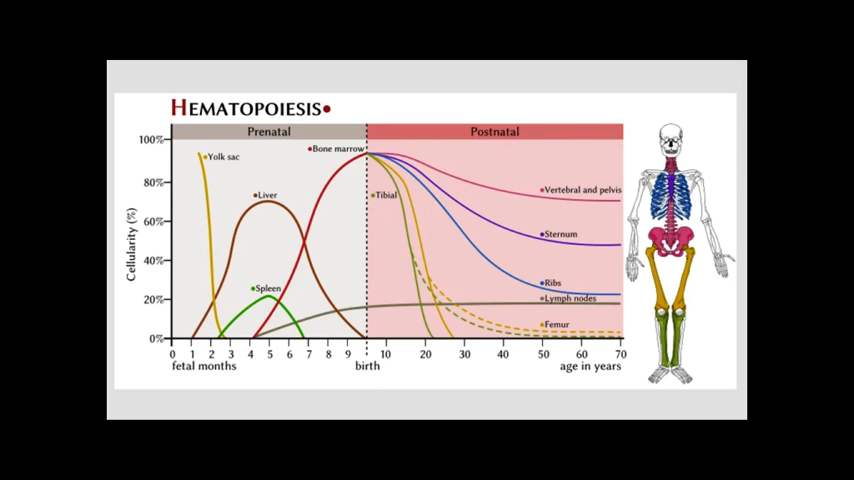 HEMATOPOIESIS•
Prenatal
Postnatal
100%
80%
60%
40%
20%
0%
Cellularity (%)
Yolk sac
Liver
Spleen
Bone marrow
Tibial
Vertebral and pelvis
Sternum
Ribs
Lymph nodes
Femur
0 1 2 3 4 5 6 7 8 9 10 20 30 40 50 60 70
fetal months birth age in years